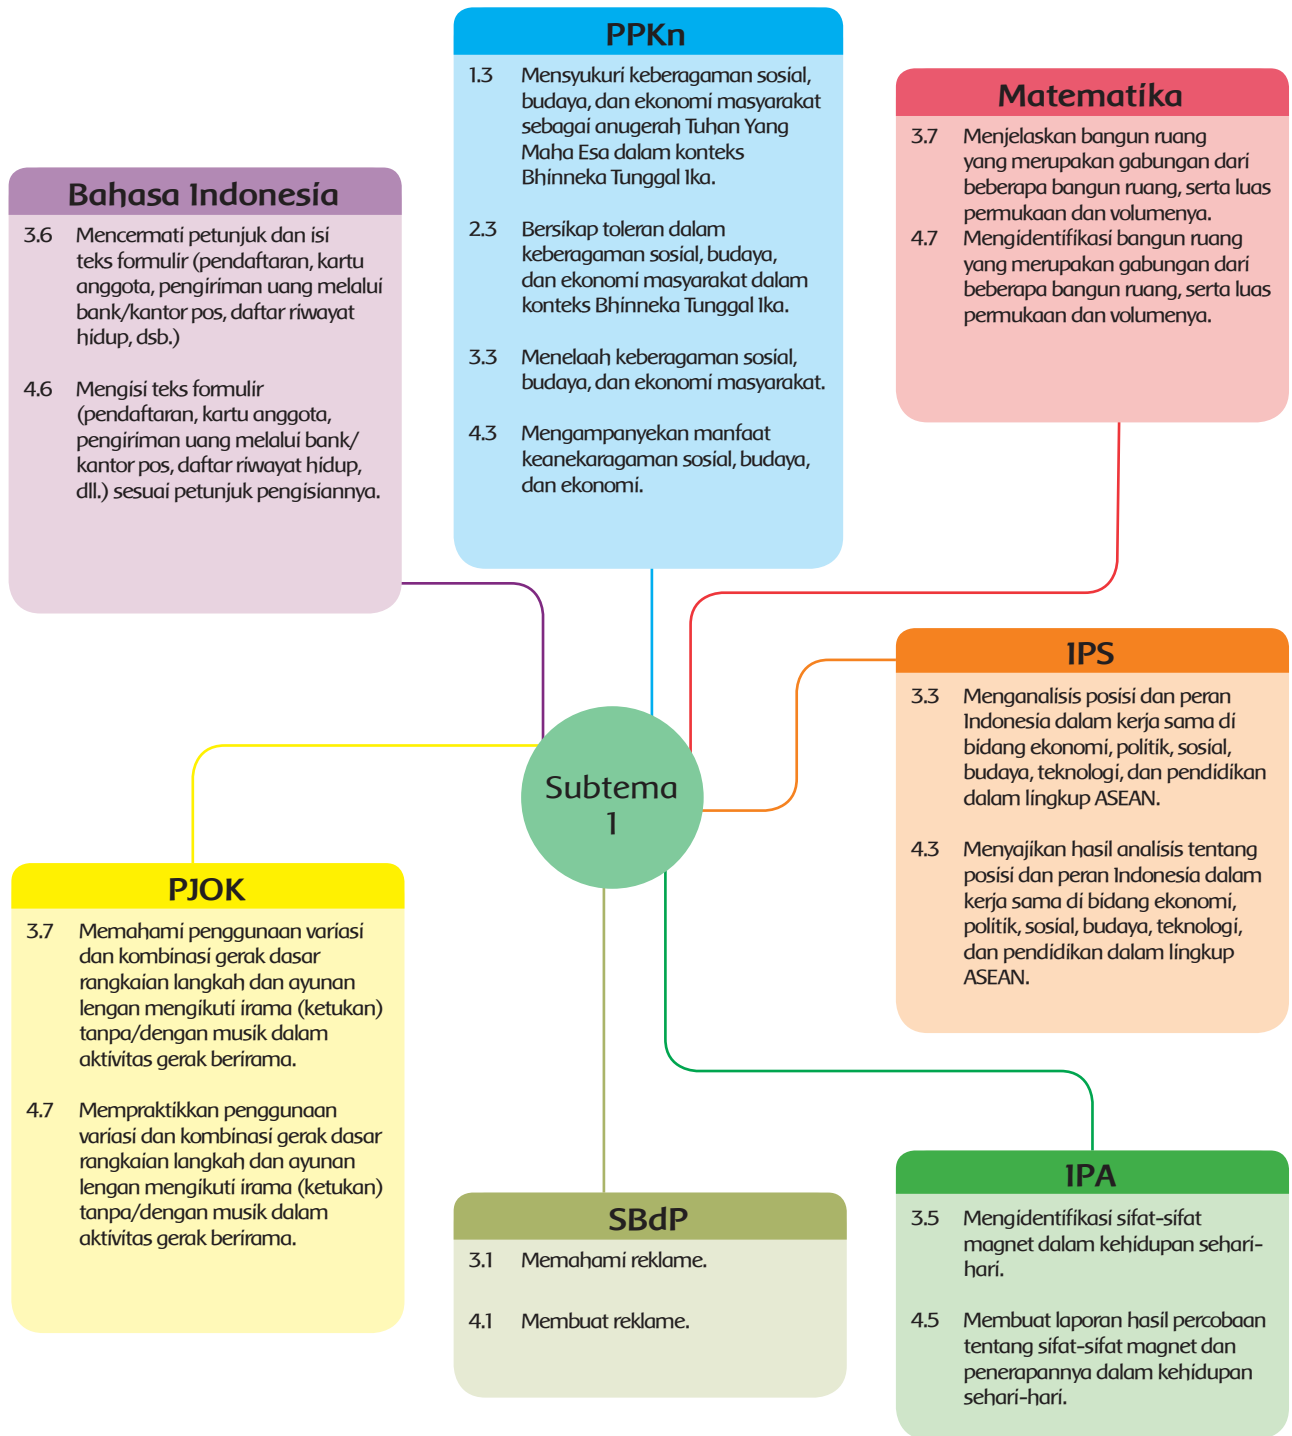 PPKn
1.3 Mensyukuri keberagaman sosial,
budaya, dan ekonomi masyarakat
sebagai anugerah Tuhan Yang
Maha Esa dalam konteks
Bhinneka Tunggal Ika.
2.3 Bersikap toleran dalam
keberagaman sosial, budaya,
dan ekonomi masyarakat dalam
konteks Bhinneka Tunggal Ika.
3.3 Menelaah keberagaman sosial,
budaya, dan ekonomi masyarakat.
4.3 Mengampanyekan manfaat
keanekaragaman sosial, budaya,
dan ekonomi.
Matematika
3.7 Menjelaskan bangun ruang
yang merupakan gabungan dari
beberapa bangun ruang, serta luas
permukaan dan volumenya.
4.7 Mengidentifikasi bangun ruang
yang merupakan gabungan dari
beberapa bangun ruang, serta luas
permukaan dan volumenya.
Bahasa Indonesia
3.6 Mencermati petunjuk dan isi
teks formulir (pendaftaran, kartu
anggota, pengiriman uang melalui
bank/kantor pos, daftar riwayat
hidup, dsb.)
4.6 Mengisi teks formulir
(pendaftaran, kartu anggota,
pengiriman uang melalui bank/
kantor pos, daftar riwayat hidup,
dll.) sesuai petunjuk pengisiannya.
IPS
3.3 Menganalisis posisi dan peran
Indonesia dalam kerja sama di
bidang ekonomi, politik, sosial,
budaya, teknologi, dan pendidikan
dalam lingkup ASEAN.
4.3 Menyajikan hasil analisis tentang
posisi dan peran Indonesia dalam
kerja sama di bidang ekonomi,
politik, sosial, budaya, teknologi,
dan pendidikan dalam lingkup
ASEAN.
Subtema
1
PJOK
3.7 Memahami penggunaan variasi
dan kombinasi gerak dasar
rangkaian langkah dan ayunan
lengan mengikuti irama (ketukan)
tanpa/dengan musik dalam
aktivitas gerak berirama.
4.7 Mempraktikkan penggunaan
variasi dan kombinasi gerak dasar
rangkaian langkah dan ayunan
lengan mengikuti irama (ketukan)
tanpa/dengan musik dalam
aktivitas gerak berirama.
SBdP
3.1 Memahami reklame.
4.1 Membuat reklame.
IPA
3.5 Mengidentifikasi sifat-sifat
magnet dalam kehidupan sehari-
hari.
4.5 Membuat laporan hasil percobaan
tentang sifat-sifat magnet dan
penerapannya dalam kehidupan
sehari-hari.